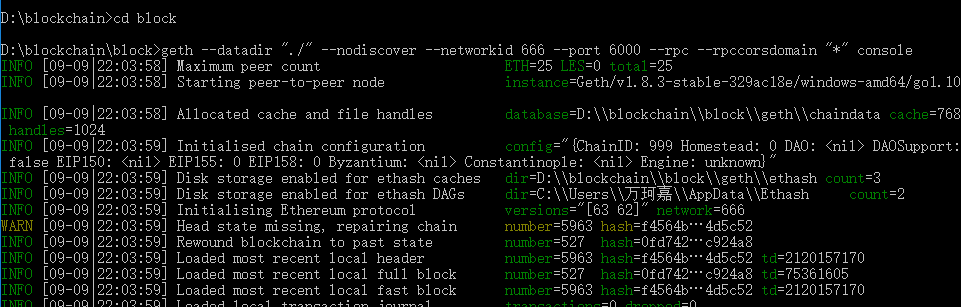 D:\blockchain>cd block
D:\blockchain\block>geth --datadir "./" --nodiscover --networkid 666 --port 6000 --rpc --rpccorsdomain "*" console
INFO [09-09|22:03:58] Maximum peer count ETH=25 LES=0 total=25
INFO [09-09|22:03:58] Starting peer-to-peer node instance=Geth/v1.8.3-stable-329ac18e/windows-amd64/go1.10
INFO [09-09|22:03:58] Allocated cache and file handles database=D:\\blockchain\\block\\geth\\chaindata cache=768
handles=1024
INFO [09-09|22:03:59] Initialised chain configuration config="{ChainID: 999 Homestead: 0 DAO: <nil> DAOSupport:
false EIP150: <nil> EIP155: 0 EIP158: 0 Byzantium: <nil> Constantinople: <nil> Engine: unknown}"
INFO [09-09|22:03:59] Disk storage enabled for ethash caches dir=D:\\blockchain\\block\\geth\\ethash count=3
INFO [09-09|22:03:59] Disk storage enabled for ethash DAGs dir=C:\\Users\\万珂嘉\\AppData\\Ethash count=2
INFO [09-09|22:03:59] Initialising Ethereum protocol versions="[63 62]" network=666
WARN [09-09|22:03:59] Head state missing, repairing chain number=5963 hash=f4564b…4d5c52
INFO [09-09|22:03:59] Rewound blockchain to past state number=527 hash=0fd742…c924a8
INFO [09-09|22:03:59] Loaded most recent local header number=5963 hash=f4564b…4d5c52 td=2120157170
INFO [09-09|22:03:59] Loaded most recent local full block number=527 hash=0fd742…c924a8 td=75361605
INFO [09-09|22:03:59] Loaded most recent local fast block number=5963 hash=f4564b…4d5c52 td=2120157170
INFO [09-09|22:03:59] Loaded local transaction journal transactions=0 dropped=0